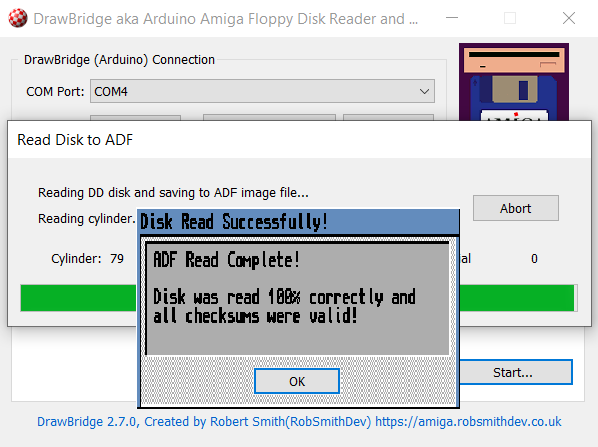 DrawBridge aka Arduino Amiga Floppy Disk Reader and ...
DrawBridge (Arduino) Connection
COM Port: COM4
AMIGA
Read Disk to ADF
Reading DD disk and saving to ADF image file...
Reading cylinder.
Abort
Cylinder: 79
0
Disk Read Successfully!
ADF Read Complete!
Disk was read 100% correctly and
all checksums were valid!
OK
Start...
DrawBridge 2.7.0, Created by Robert Smith(RobSmithDev) https://amiga.robsmithdev.co.uk